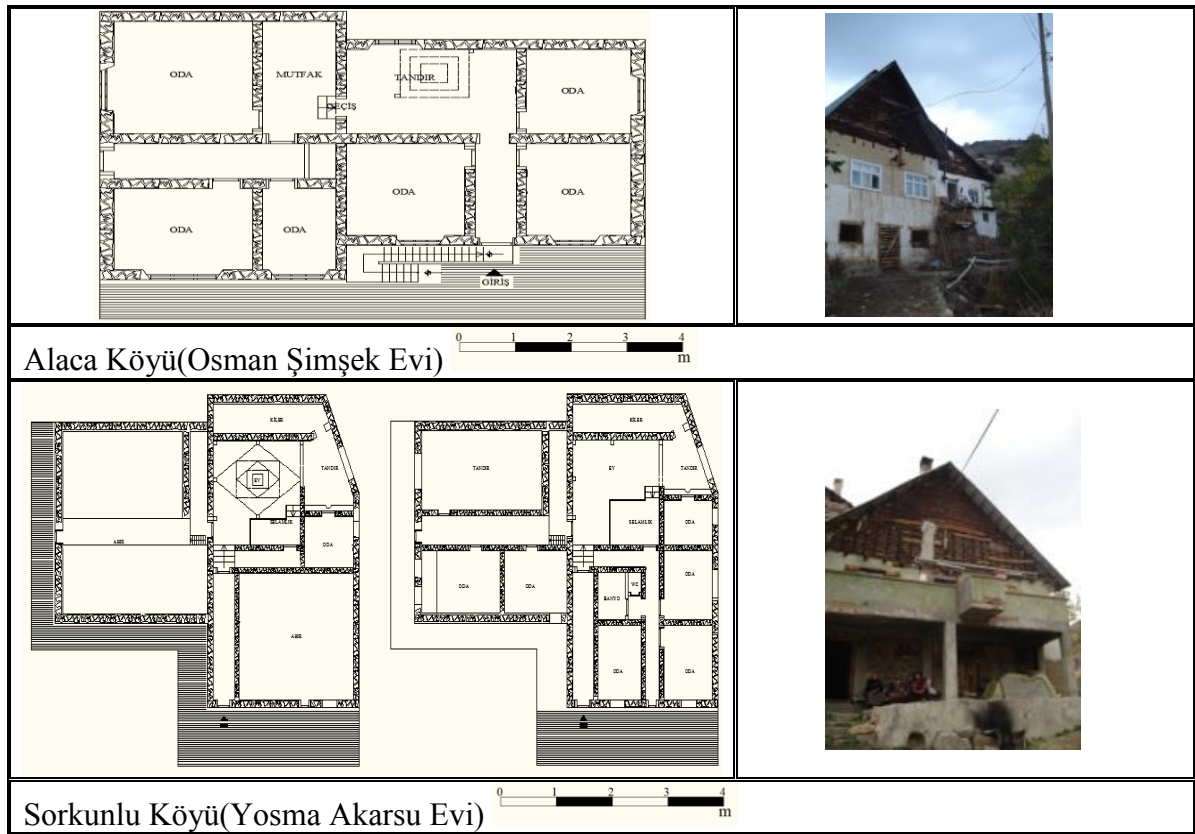 ODA
MUTFAK
TANDIR
ODA
GEÇİŞ
ODA
ODA
ODA
ODA
GİRİŞ
Alaca Köyü(Osman Şimşek Evi)
0 1 2 3 4
m
KİLER
TANDIR
EV
SELAMLIK
ODA
AHIR
AHIR
KİLER
TANDIR
EV
TANDIR
SELAMLIK
ODA
ODA
ODA
ODA
WC
BANYO
ODA
ODA
Sorkunlu Köyü(Yosma Akarsu Evi)
0 1 2 3 4
m